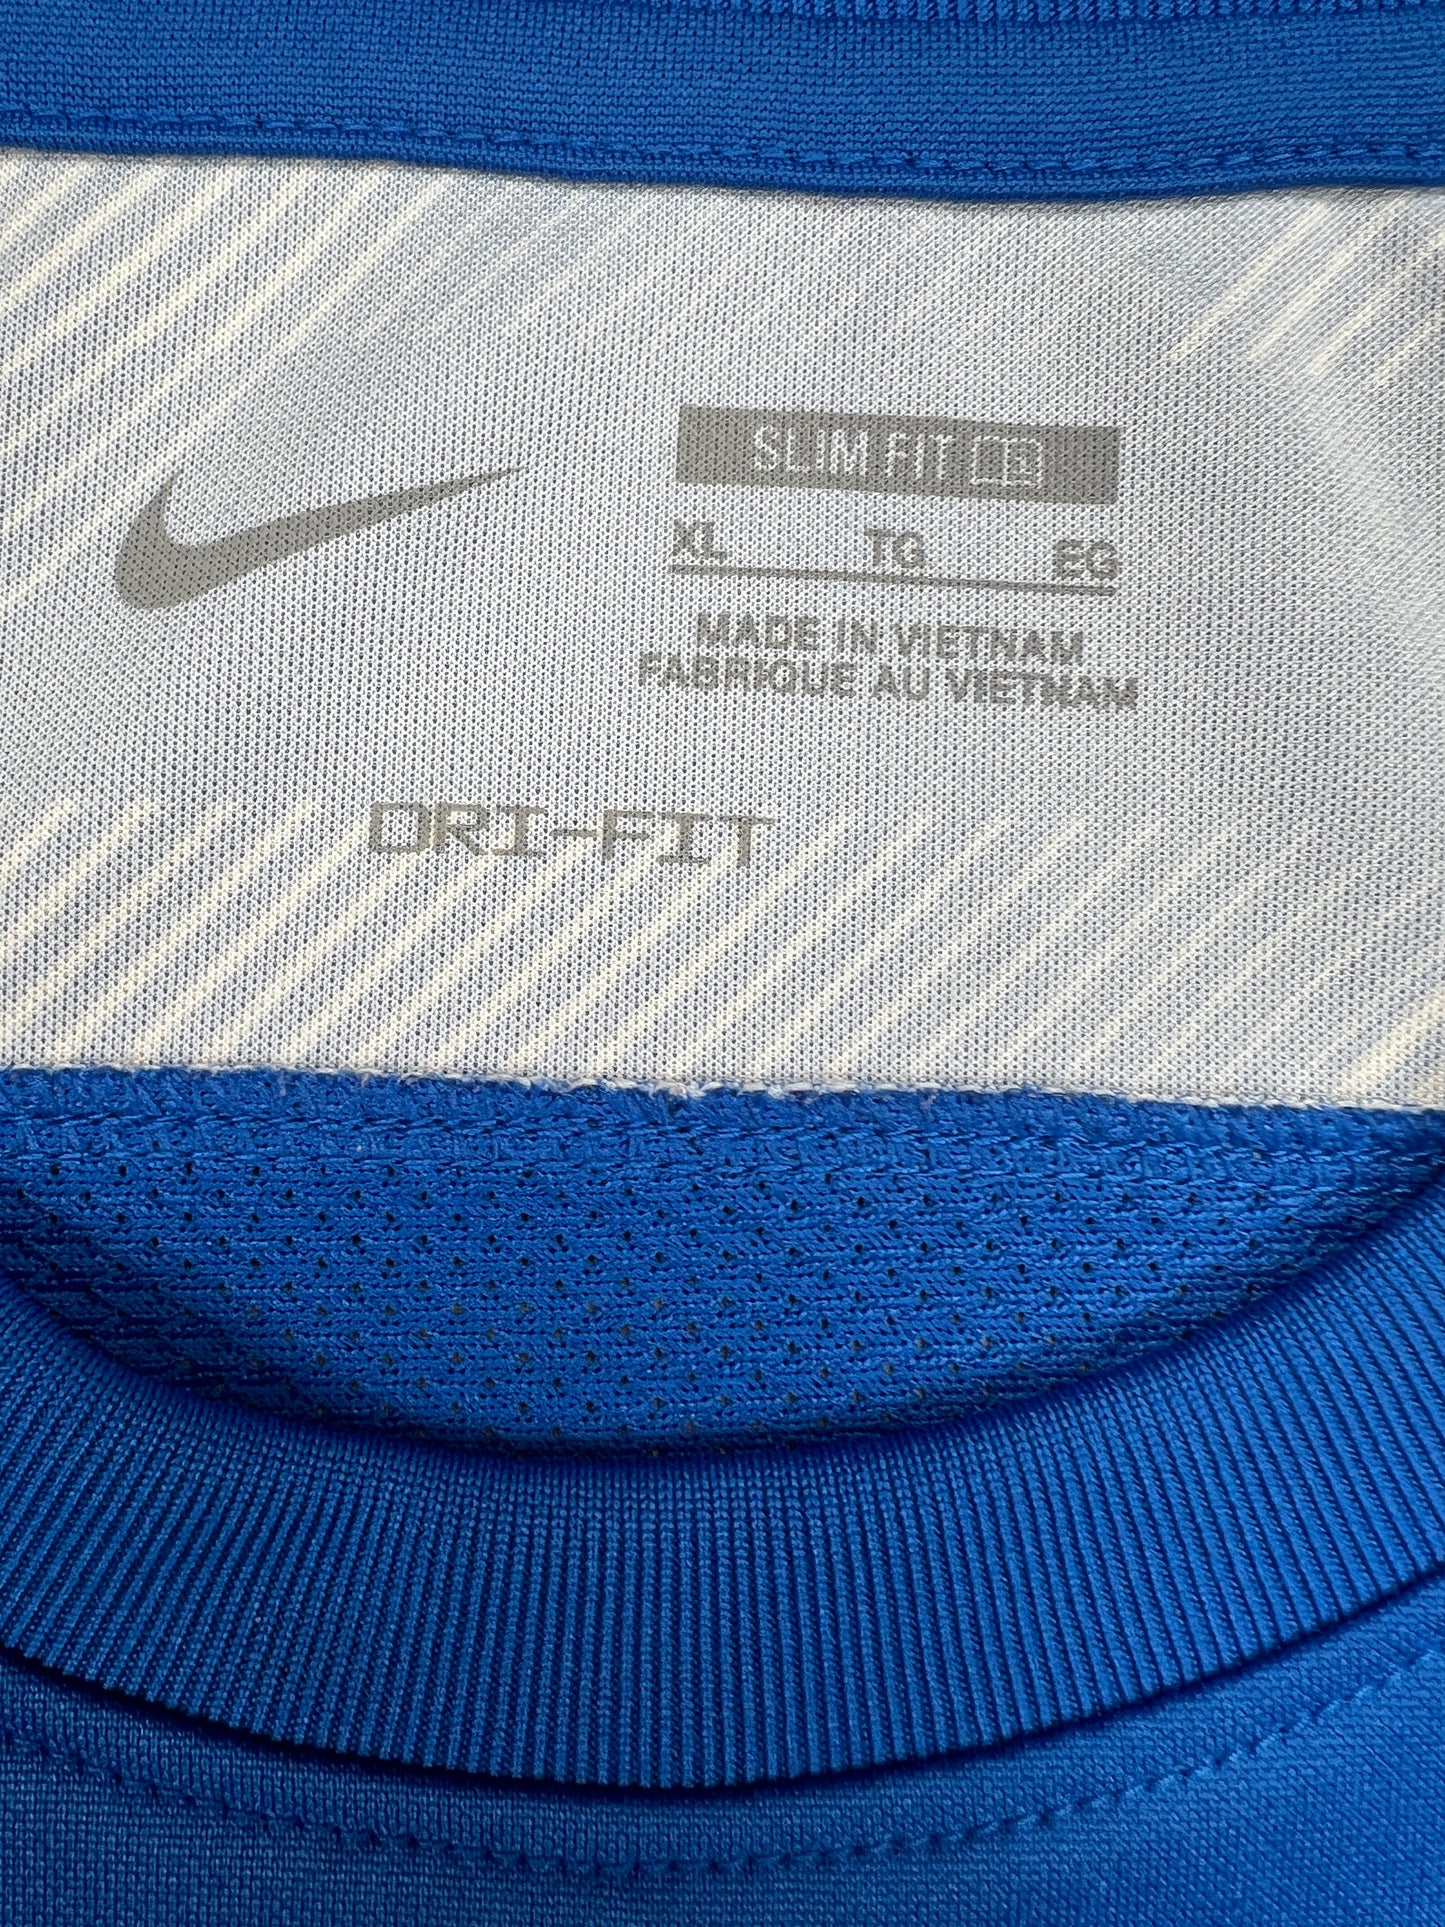 SLIM FIT
XL TG EG
MADE IN VIETNAM
FABRIQUE AU VIETNAM
DRI-FIT